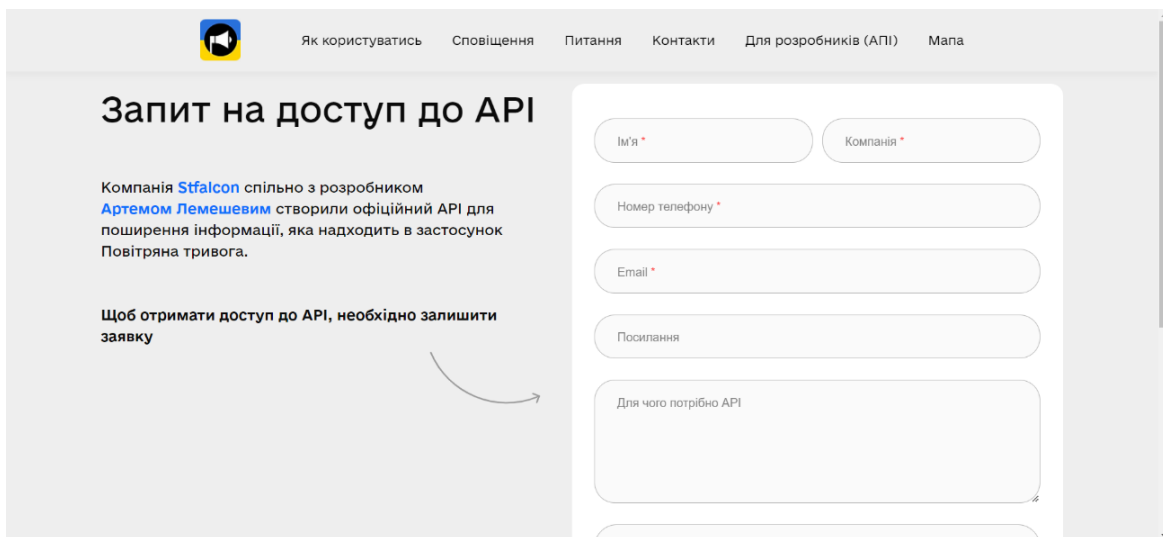 Як користуватись Сповіщення Питання Контакти Для розробників (АПІ) Мапа
Запит на доступ до API
Компанія Stfalcon спільно з розробником
Артемом Лемешевим створили офіційний API для
поширення інформації, яка надходить в застосунок
Повітряна тривога.
Щоб отримати доступ до API, необхідно залишити
заявку
Ім'я * Компанія *
Номер телефону *
Email *
Посилання
Для чого потрібно API